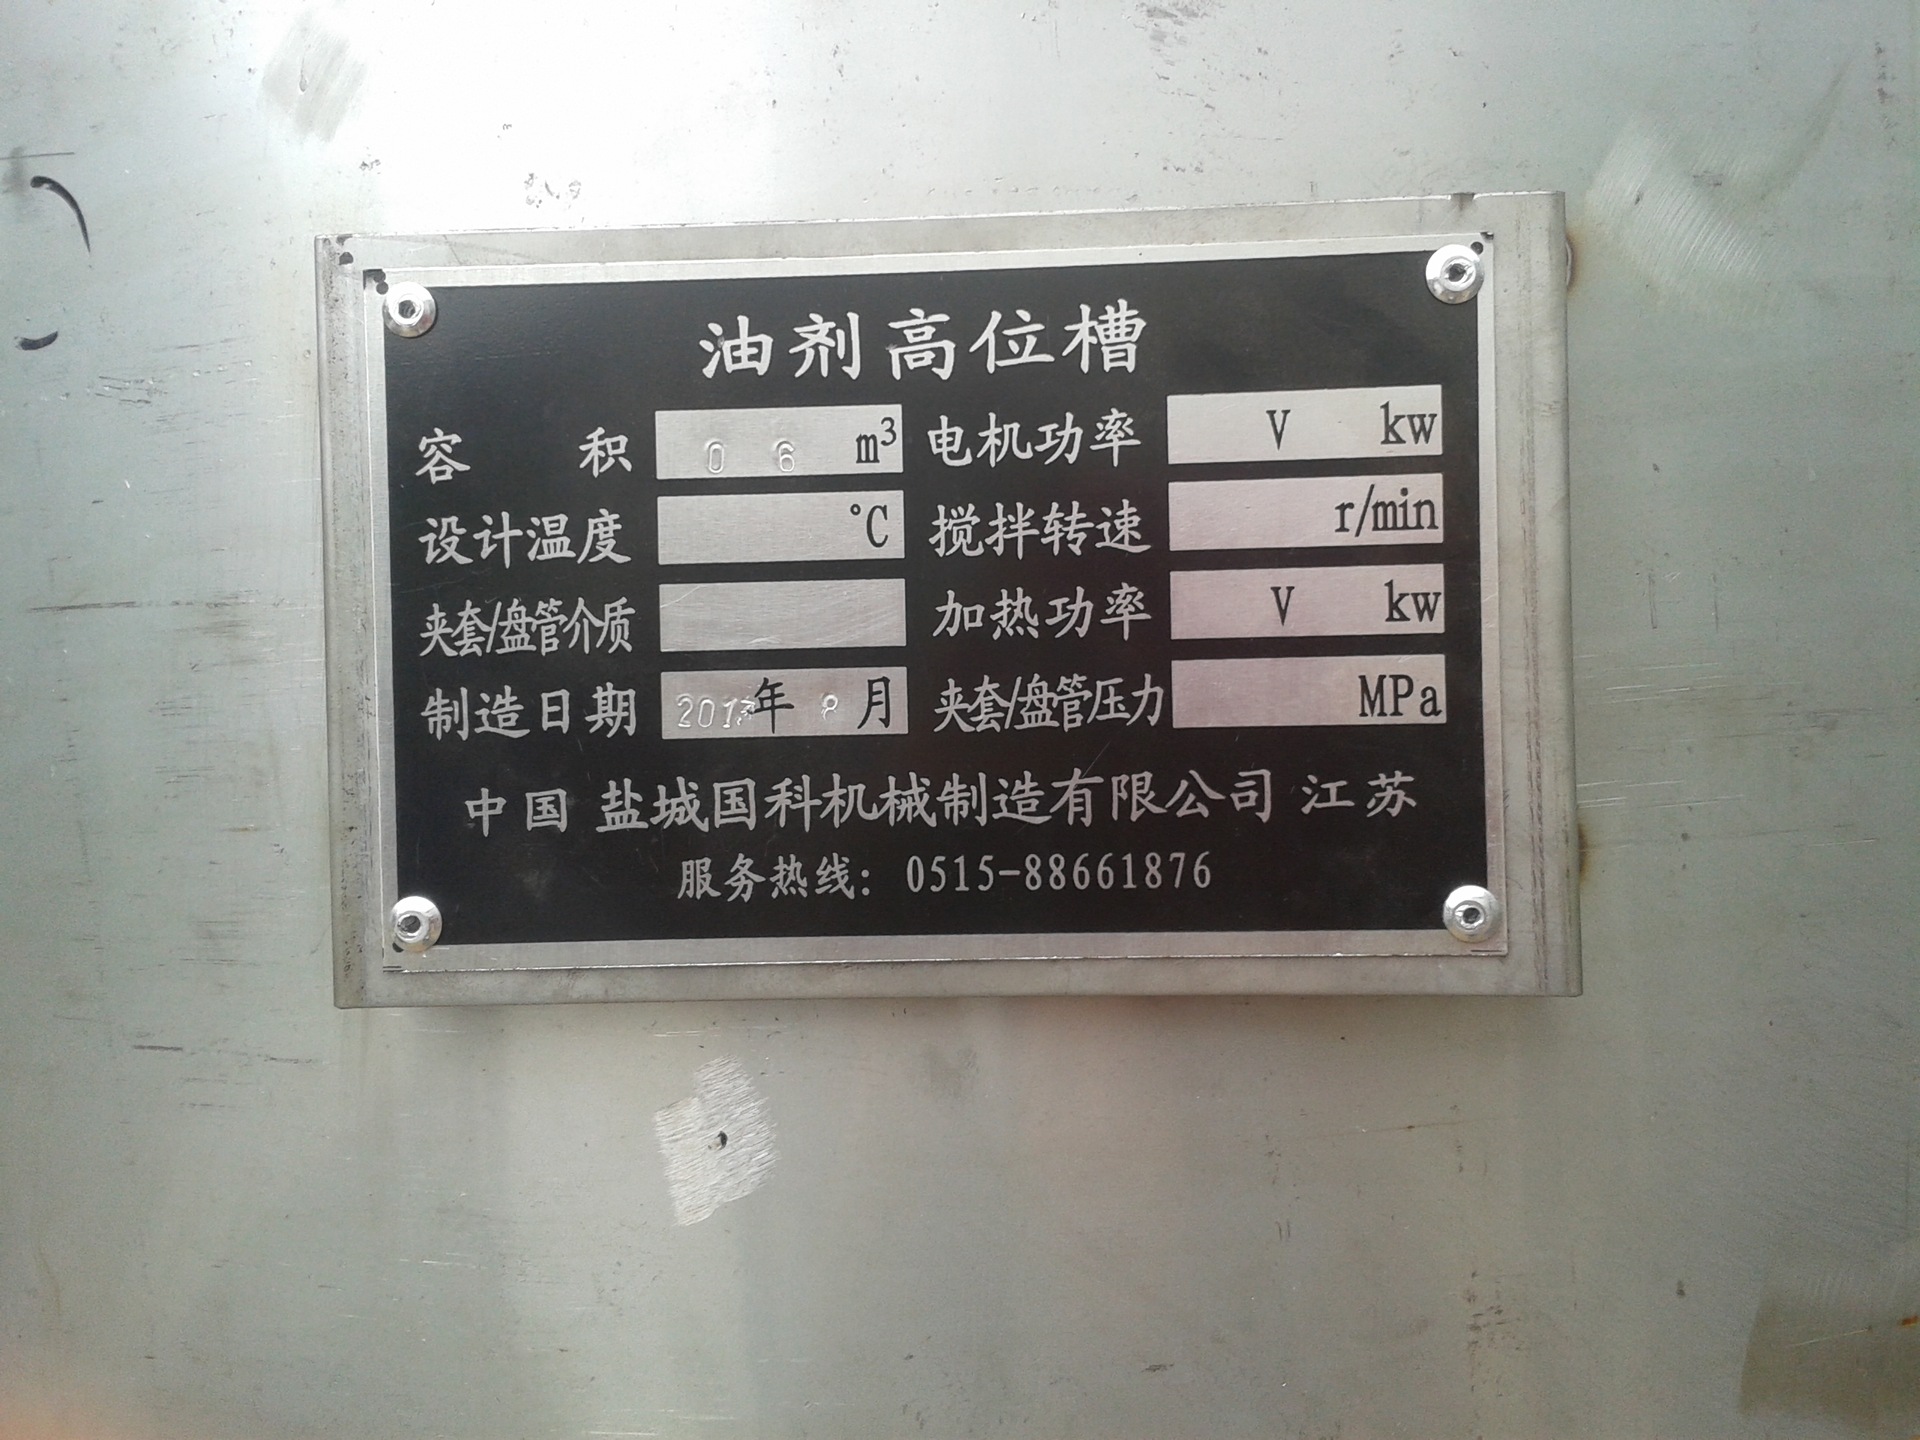 油剂高位槽
容 积 0 6 m³ 电机功率 V kw
设计温度 ℃ 搅拌转速 r/min
夹套/盘管介质 加热功率 V kw
制造日期 年 月 夹套/盘管压力 MPa
中国 盐城国科机械制造有限公司 江苏
服务热线：0515-88661876